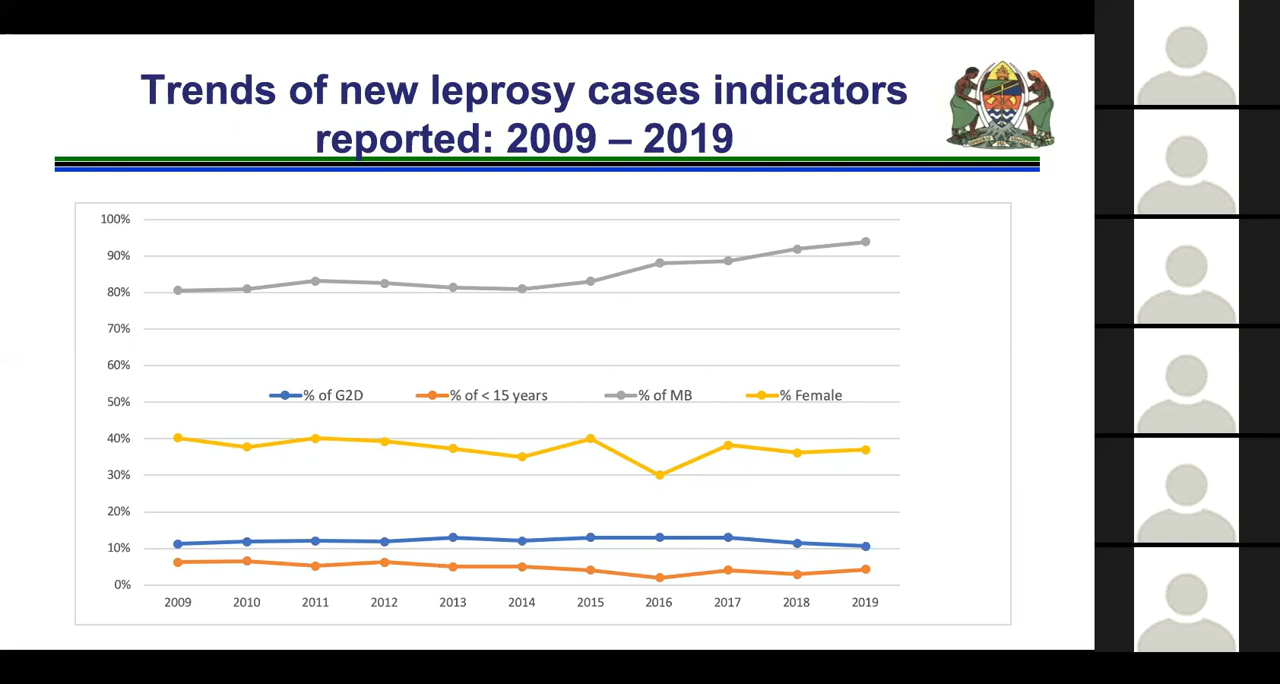 Trends of new leprosy cases indicators
reported: 2009 – 2019
100%
90%
80%
70%
60%
% of G2D % of < 15 years % of MB % Female
50%
40%
30%
20%
10%
0%
2009 2010 2011 2012 2013 2014 2015 2016 2017 2018 2019